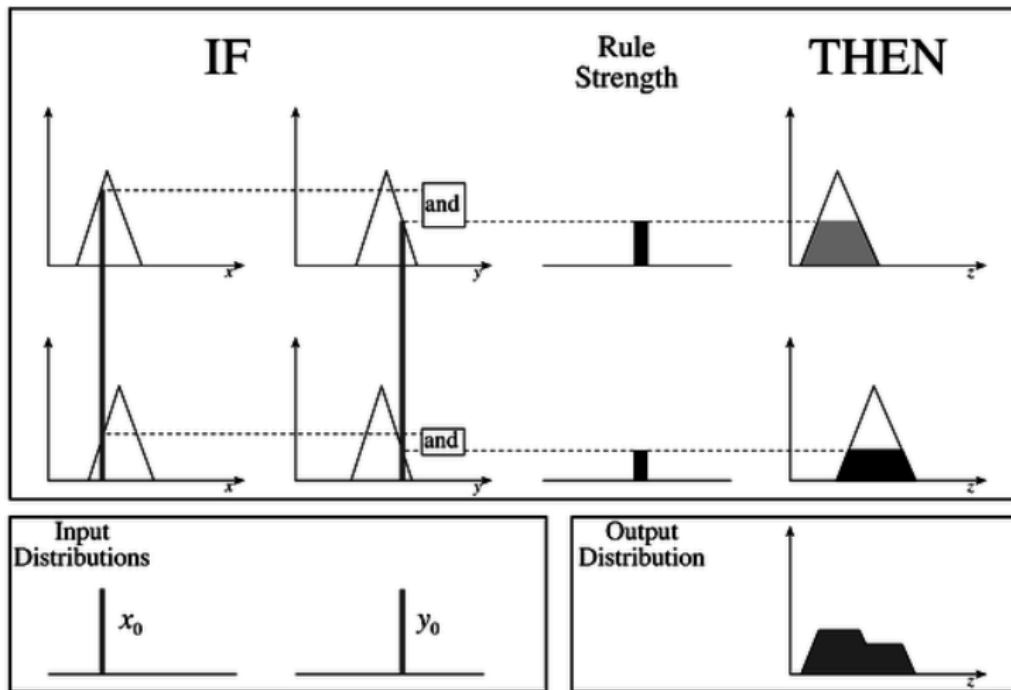 IF
Rule
Strength
THEN
x
y
and
z
x
y
and
z
Input
Distributions
x₀
y₀
Output
Distribution
z